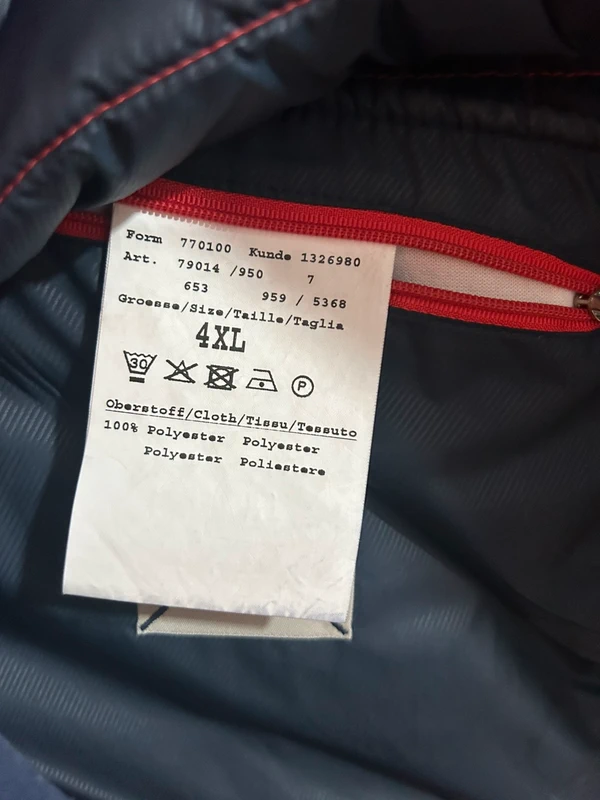 Form 770100 Kunde 1326980
Art. 79014 /950 7
653 959 / 5368
Groesse/Size/Taille/Taglia
4XL
30 P
Oberstoff/Cloth/Tissu/Tessuto
100% Polyester Polyester
Polyester Poliestere